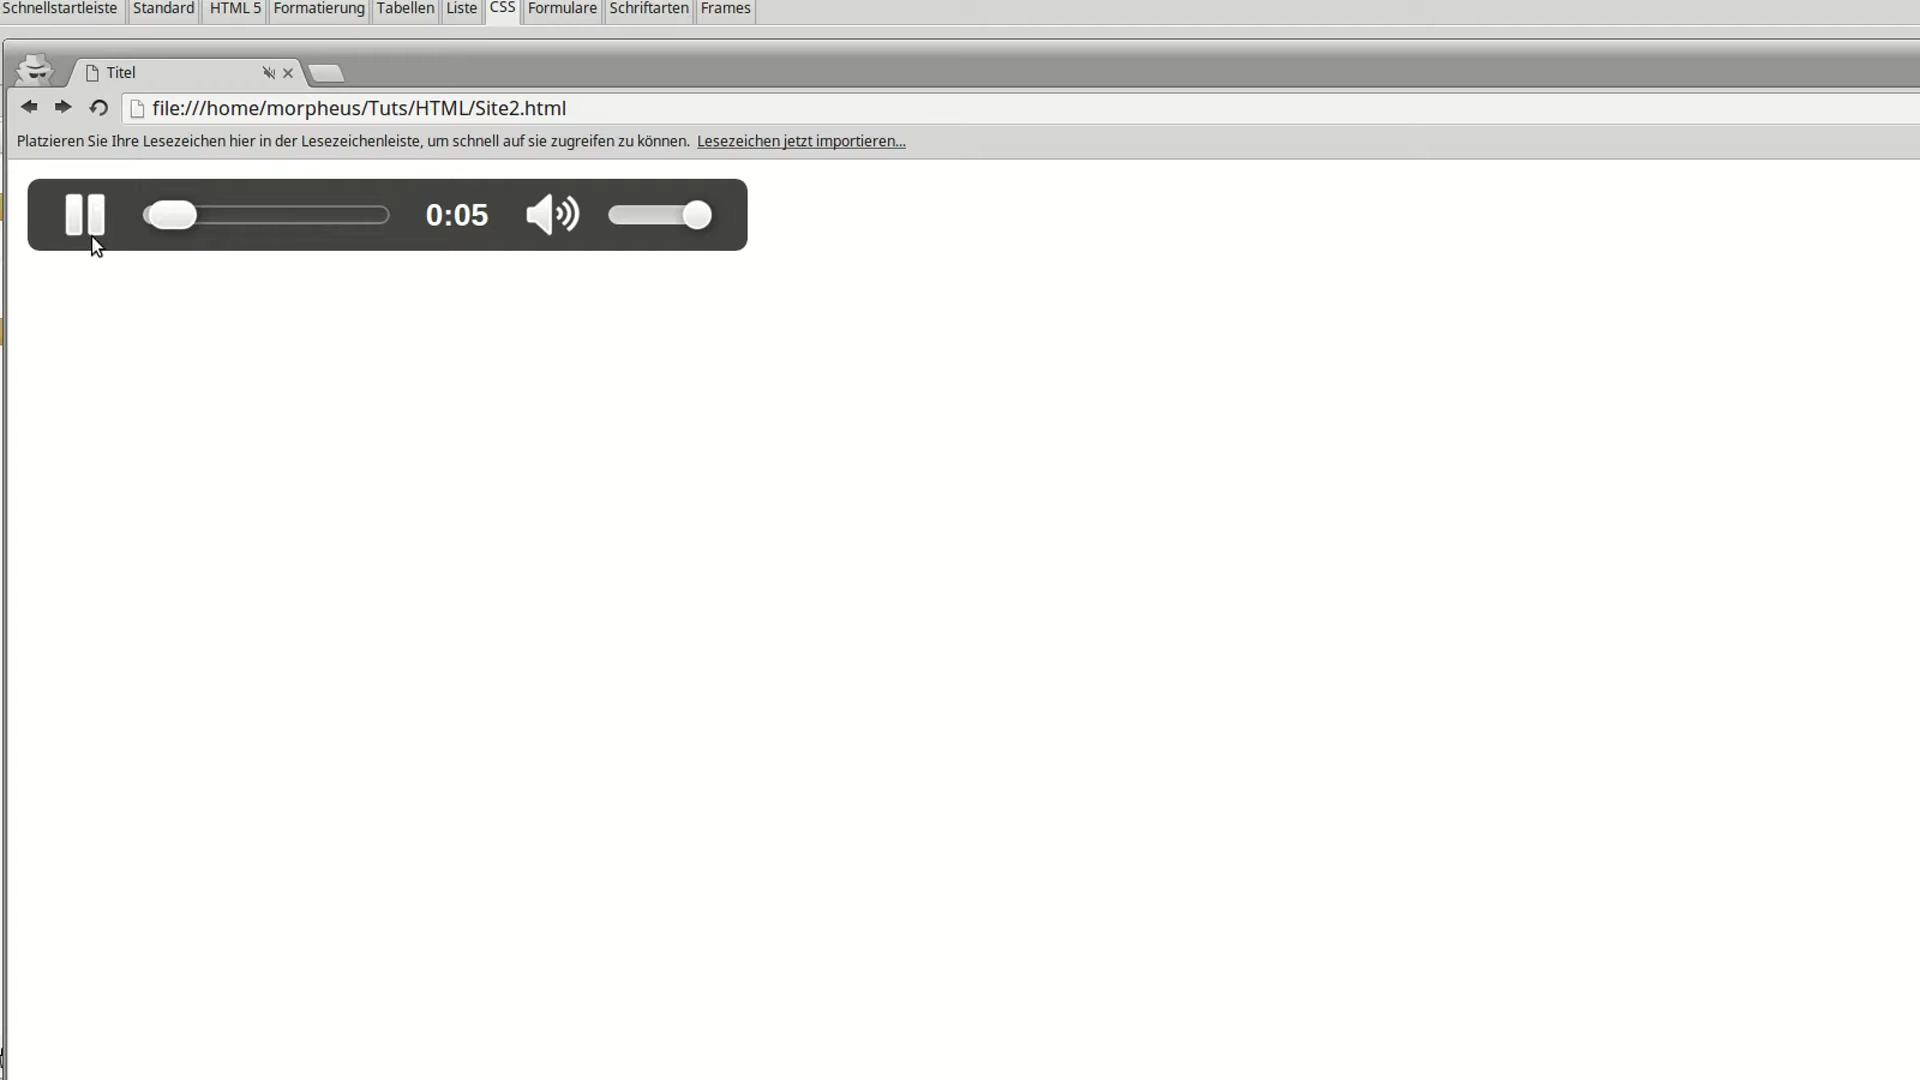 Schnellstartleiste Standard HTML 5 Formatierung Tabellen Liste CSS Formulare Schriftarten Frames
Titel
file:///home/morpheus/Tuts/HTML/Site2.html
Platzieren Sie Ihre Lesezeichen hier in der Lesezeichenleiste, um schnell auf sie zugreifen zu können. Lesezeichen jetzt importieren...
0:05